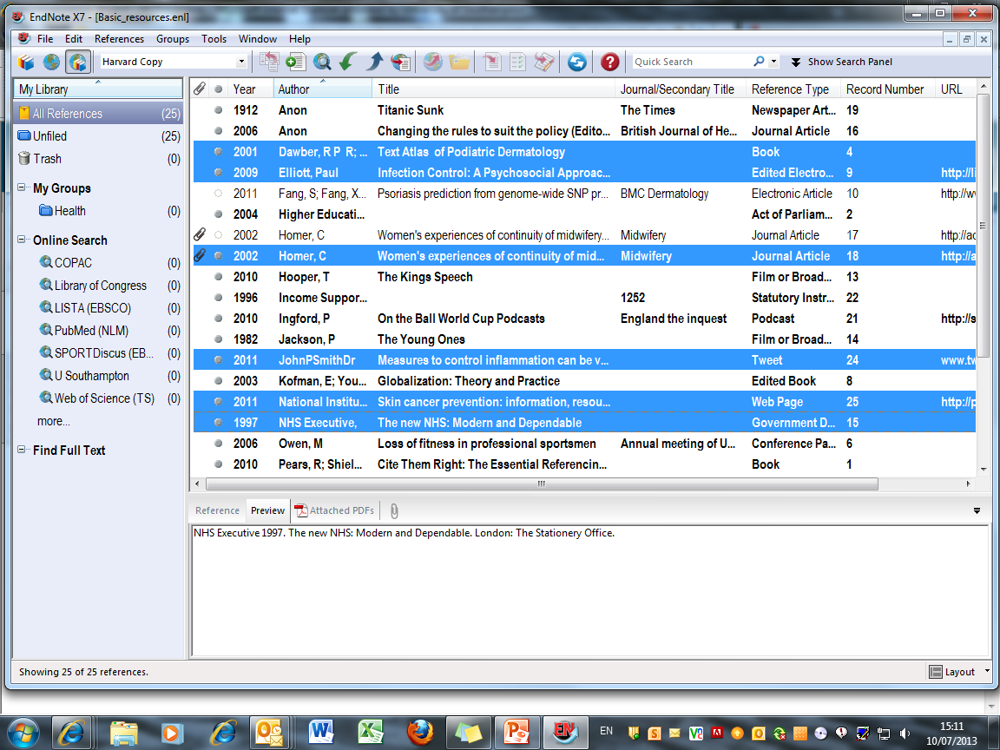 EndNote X7 - [Basic_resources.enl]
File Edit References Groups Tools Window Help
Harvard Copy Quick Search Show Search Panel
My Library
All References (25)
Unfiled (25)
Trash (0)
My Groups
Health (0)
Online Search
COPAC (0)
Library of Congress (0)
LISTA (EBSCO) (0)
PubMed (NLM) (0)
SPORTDiscus (EB... (0)
U Southampton (0)
Web of Science (TS) (0)
more...
Find Full Text
Year Author Title Journal/Secondary Title Reference Type Record Number URL
1912 Anon Titanic Sunk The Times Newspaper Art... 19
2006 Anon Changing the rules to suit the policy (Edito... British Journal of He... Journal Article 16
2001 Dawber, R P R; ... Text Atlas of Podiatric Dermatology Book 4
2009 Elliott, Paul Infection Control: A Psychosocial Approac... Edited Electro... 9 http://l
2011 Fang, S; Fang, X... Psoriasis prediction from genome-wide SNP pr... BMC Dermatology Electronic Article 10 http://w
2004 Higher Educati... Act of Parliam... 2
2002 Homer, C Women's experiences of continuity of midwifery... Midwifery Journal Article 17 http://ac
2002 Homer, C Women's experiences of continuity of mid... Midwifery Journal Article 18 http://a
2010 Hooper, T The Kings Speech Film or Broad... 13
1996 Income Suppor... 1252 Statutory Instr... 22
2010 Ingford, P On the Ball World Cup Podcasts England the inquest Podcast 21 http://s
1982 Jackson, P The Young Ones Film or Broad... 14
2011 JohnPSmithDr Measures to control inflammation can be v... Tweet 24 www.tw
2003 Kofman, E; You... Globalization: Theory and Practice Edited Book 8
2011 National Institu... Skin cancer prevention: information, resou... Web Page 25 http://p
1997 NHS Executive, The new NHS: Modern and Dependable Government D... 15
2006 Owen, M Loss of fitness in professional sportsmen Annual meeting of U... Conference Pa... 6
2010 Pears, R; Shiel... Cite Them Right: The Essential Referencin... Book 1
Reference Preview Attached PDFs
NHS Executive 1997. The new NHS: Modern and Dependable. London: The Stationery Office.
Showing 25 of 25 references. Layout
EN 15:11
10/07/2013